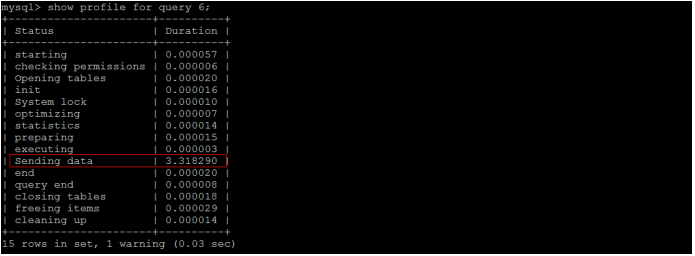 mysql> show profile for query 6;
+----------------------+----------+
| Status               | Duration |
+----------------------+----------+
| starting             | 0.000057 |
| checking permissions | 0.000006 |
| Opening tables       | 0.000020 |
| init                 | 0.000016 |
| System lock          | 0.000010 |
| optimizing           | 0.000007 |
| statistics           | 0.000014 |
| preparing            | 0.000015 |
| executing            | 0.000003 |
| Sending data         | 3.318290 |
| end                  | 0.000020 |
| query end            | 0.000008 |
| closing tables       | 0.000018 |
| freeing items        | 0.000029 |
| cleaning up          | 0.000014 |
+----------------------+----------+
15 rows in set, 1 warning (0.03 sec)